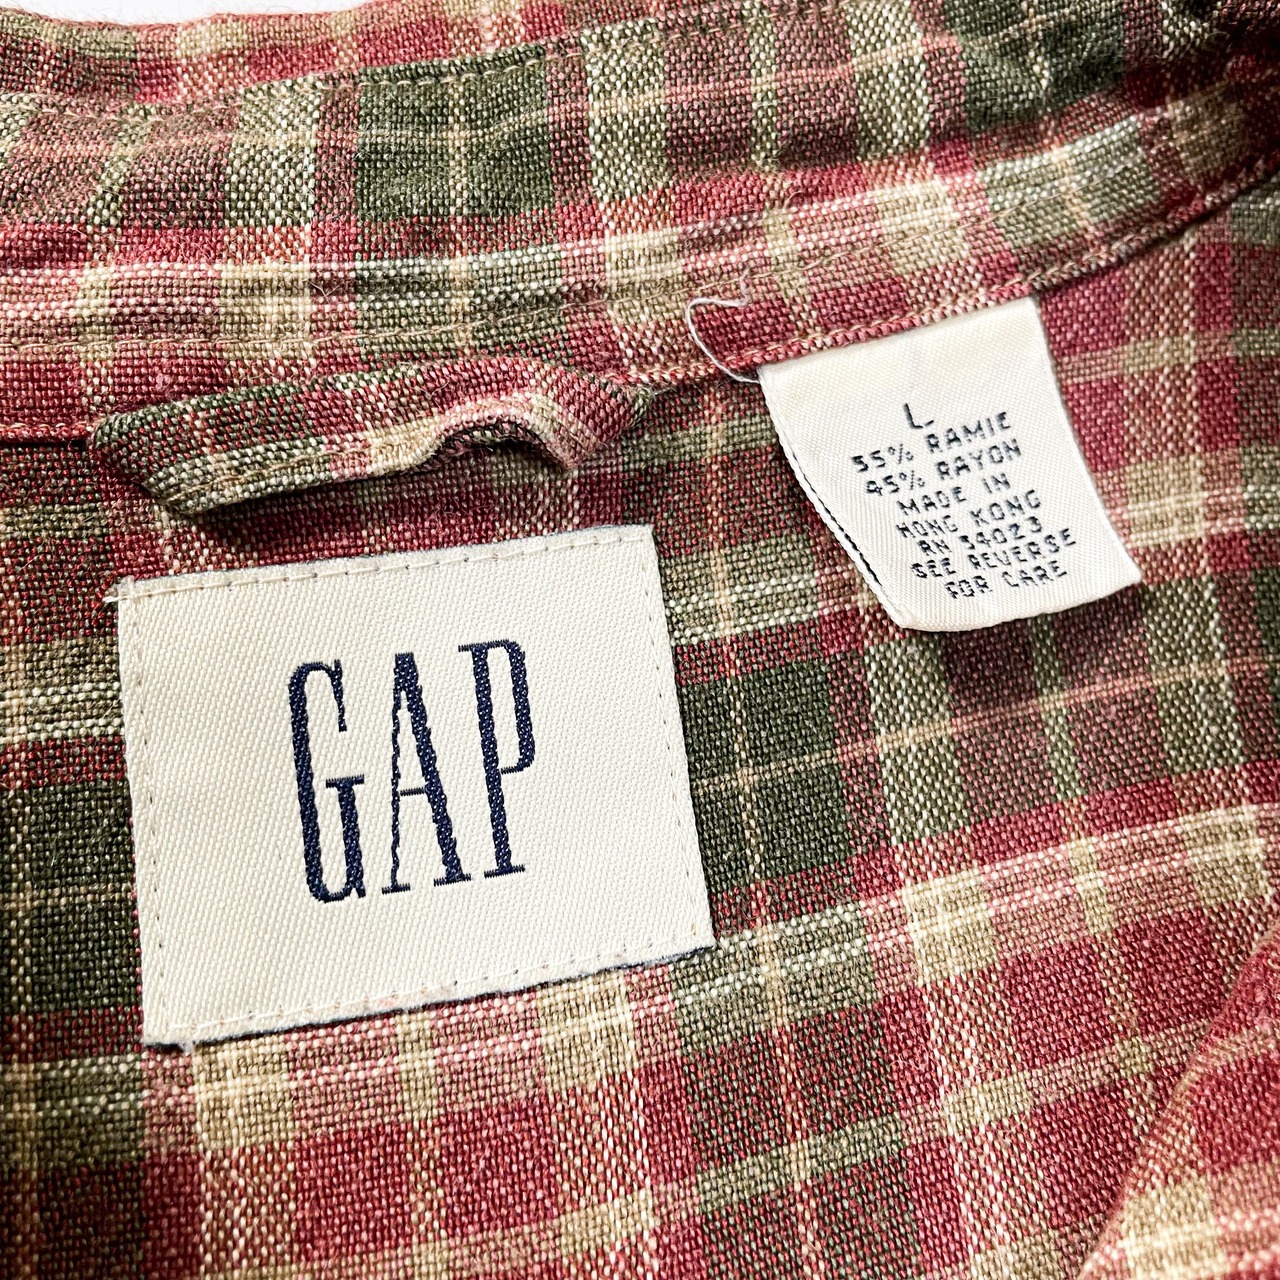 GAP
L
55% RAMIE
45% RAYON
MADE IN
HONG KONG
RN 54023
SEE REVERSE
FOR CARE